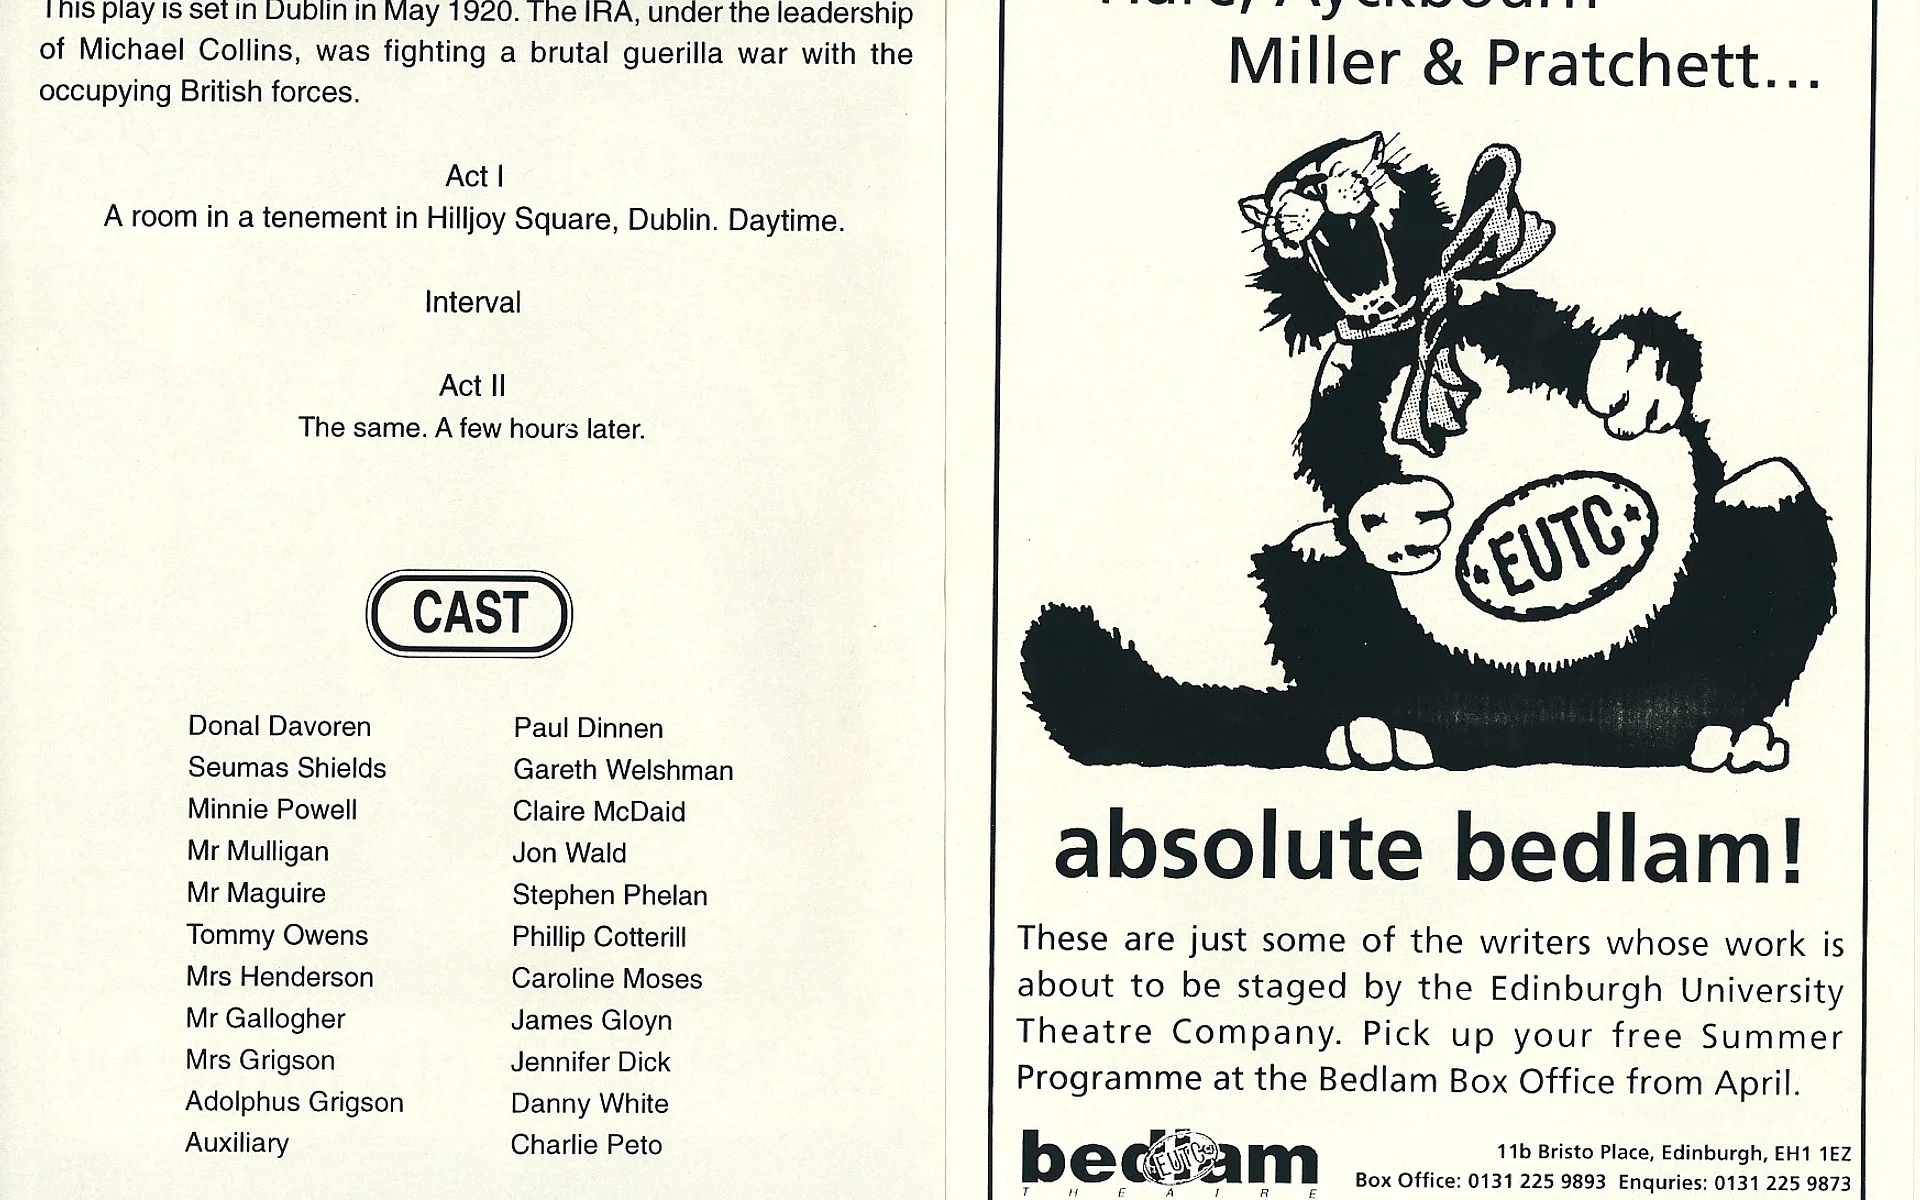 This play is set in Dublin in May 1920. The IRA, under the leadership
of Michael Collins, was fighting a brutal guerilla war with the
occupying British forces.
Act I
A room in a tenement in Hilljoy Square, Dublin. Daytime.
Interval
Act II
The same. A few hours later.
CAST
Donal Davoren Paul Dinnen
Seumas Shields Gareth Welshman
Minnie Powell Claire McDaid
Mr Mulligan Jon Wald
Mr Maguire Stephen Phelan
Tommy Owens Phillip Cotterill
Mrs Henderson Caroline Moses
Mr Gallogher James Gloyn
Mrs Grigson Jennifer Dick
Adolphus Grigson Danny White
Auxiliary Charlie Peto
Hare, Ayckbourn
Miller & Pratchett...
EUTC
absolute bedlam!
These are just some of the writers whose work is
about to be staged by the Edinburgh University
Theatre Company. Pick up your free Summer
Programme at the Bedlam Box Office from April.
bedlam
EUTC
THEATRE
11b Bristo Place, Edinburgh, EH1 1EZ
Box Office: 0131 225 9893 Enquries: 0131 225 9873